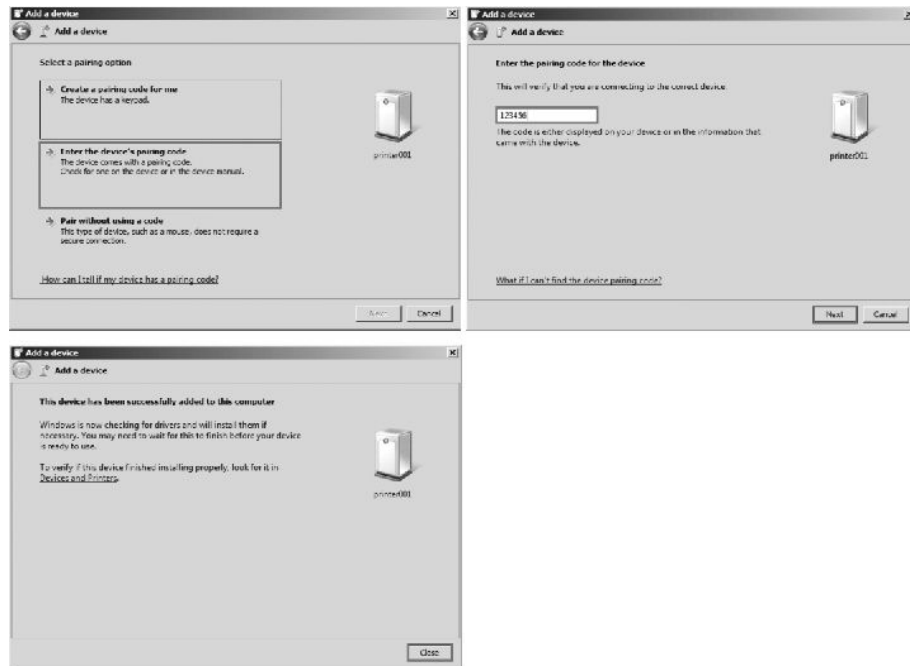 Add a device
Add a device
Select a pairing option
Create a pairing code for me
The device has a keypad.
Enter the device's pairing code
The device comes with a pairing code.
Check for one on the device or in the device manual.
Pair without using a code
This type of device, such as a mouse, does not require a
secure connection.
printer001
How can I tell if my device has a pairing code?
Next Cancel
Add a device
Add a device
Enter the pairing code for the device
This will verify that you are connecting to the correct device.
123456
The code is either displayed on your device or in the information that
came with the device.
printer001
What if I can't find the device pairing code?
Next Cancel
Add a device
Add a device
This device has been successfully added to this computer
Windows is now checking for drivers and will install them if
necessary. You may need to wait for this to finish before your device
is ready to use.
To verify if this device finished installing properly, look for it in
Devices and Printers.
printer001
Close